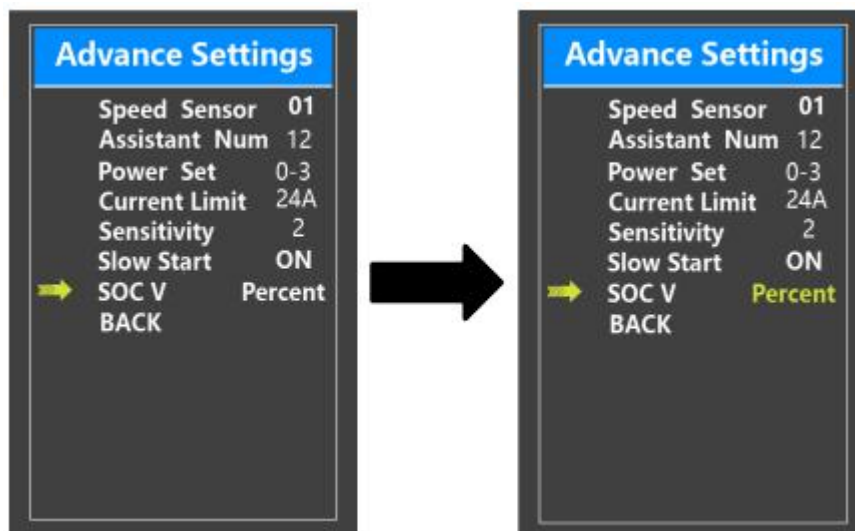 Advance Settings
Speed Sensor 01
Assistant Num 12
Power Set 0-3
Current Limit 24A
Sensitivity 2
Slow Start ON
SOC V Percent
BACK
Advance Settings
Speed Sensor 01
Assistant Num 12
Power Set 0-3
Current Limit 24A
Sensitivity 2
Slow Start ON
SOC V Percent
BACK